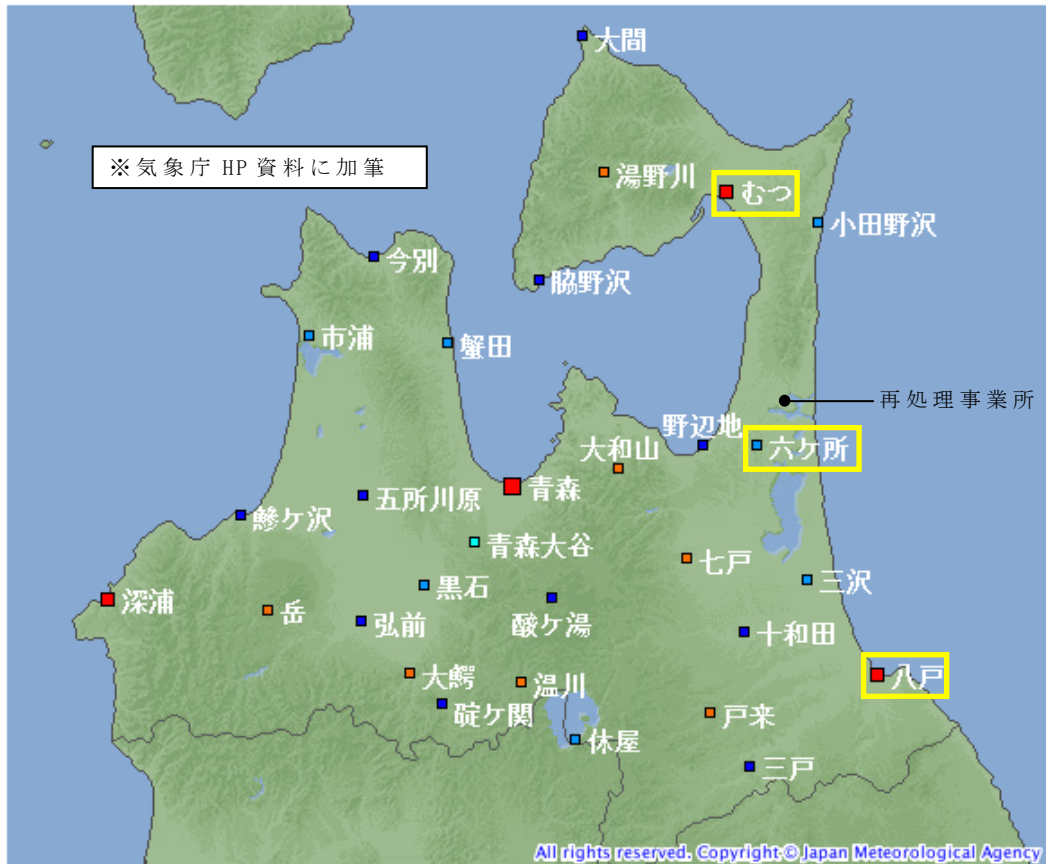 大間
※気象庁 HP 資料に加筆
湯野川
むつ
小田野沢
今別
脇野沢
市浦
蟹田
再処理事業所
野辺地
大和山
六ケ所
青森
五所川原
鰺ケ沢
青森大谷
七戸
三沢
黒石
深浦
岳
弘前
酸ケ湯
十和田
大鰐
温川
八戸
碇ケ関
戸来
休屋
三戸
All rights reserved. Copyright © Japan Meteorological Agency